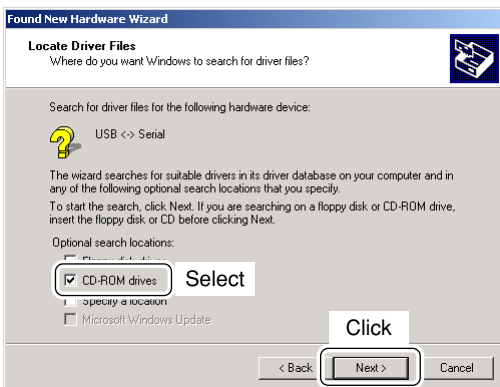 Found New Hardware Wizard
Locate Driver Files
Where do you want Windows to search for driver files?
Search for driver files for the following hardware device:
USB <-> Serial
The wizard searches for suitable drivers in its driver database on your computer and in
any of the following optional search locations that you specify.
To start the search, click Next. If you are searching on a floppy disk or CD-ROM drive,
insert the floppy disk or CD before clicking Next.
Optional search locations:
Floppy disk drives
CD-ROM drives
Select
Specify a location
Microsoft Windows Update
Click
< Back
Next >
Cancel